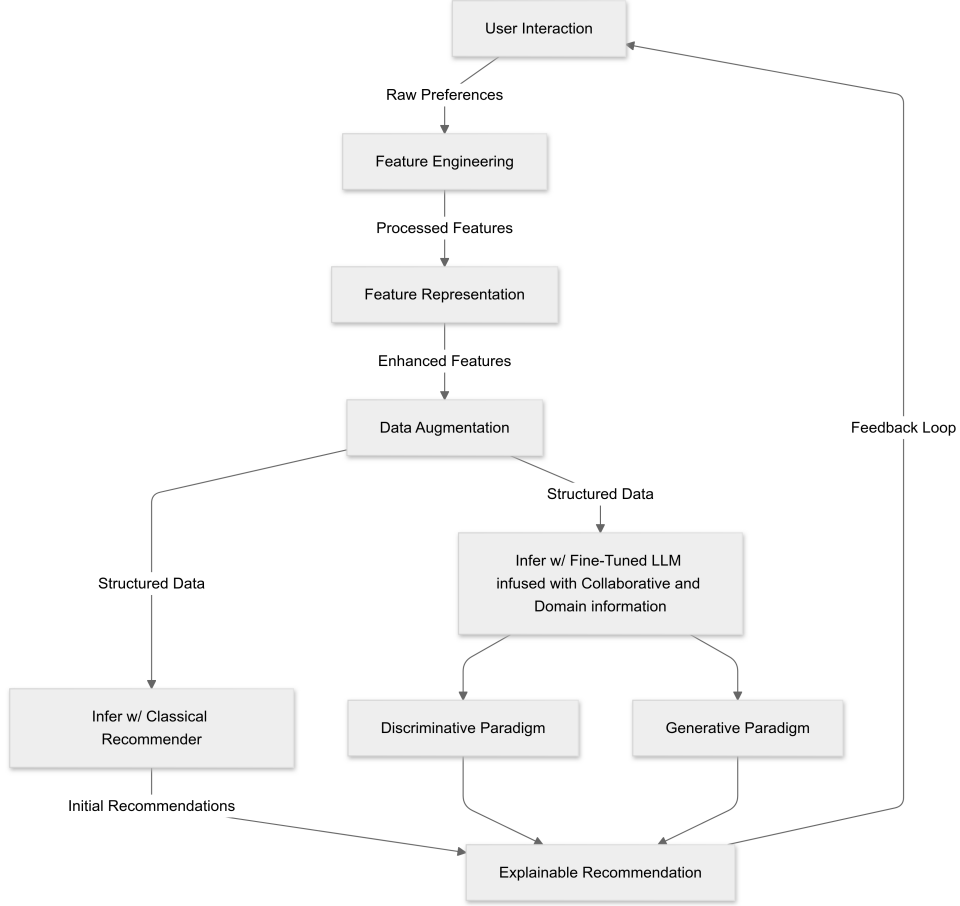 User Interaction
Raw Preferences
Feature Engineering
Processed Features
Feature Representation
Enhanced Features
Data Augmentation
Feedback Loop
Structured Data
Infer w/ Fine-Tuned LLM
infused with Collaborative and
Domain information
Structured Data
Infer w/ Classical
Recommender
Discriminative Paradigm
Generative Paradigm
Initial Recommendations
Explainable Recommendation